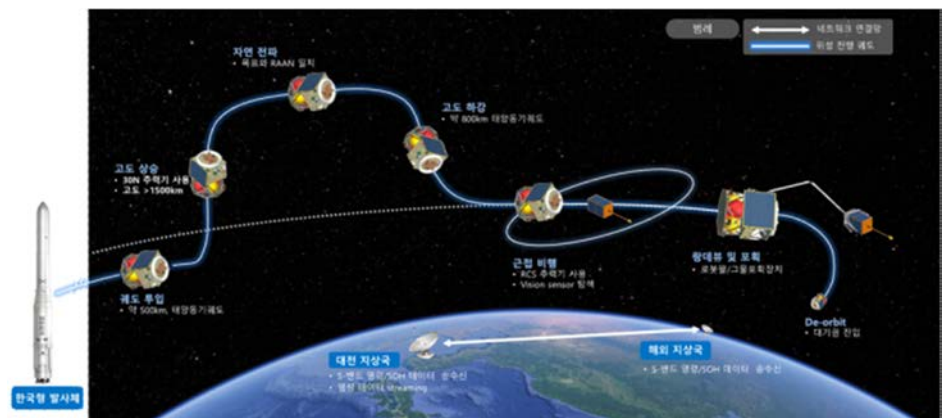 범례
네트워크 연결망
위성 진행 궤도
자연 전파
• 목표와 RAAN 일치
고도 하강
• 약 800km 태양동기궤도
고도 상승
• 30N 추력기 사용
• 고도 >1500km
근접 비행
• RCS 추력기 사용
• Vision sensor 탐색
랑데뷰 및 포획
• 로봇팔/그물포획장치
궤도 투입
• 약 500km, 태양동기궤도
De-orbit
• 대기권 진입
대전 지상국
• S-밴드 명령/SOH 데이터 송수신
• 영상 데이터 streaming
해외 지상국
• S-밴드 명령/SOH 데이터 송수신
한국형 발사체